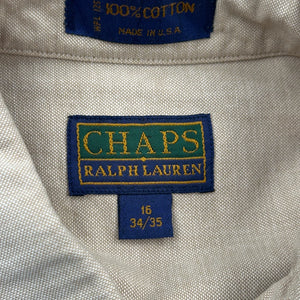 100% COTTON
MADE IN U.S.A
CHAPS
RALPH LAUREN
16
34/35